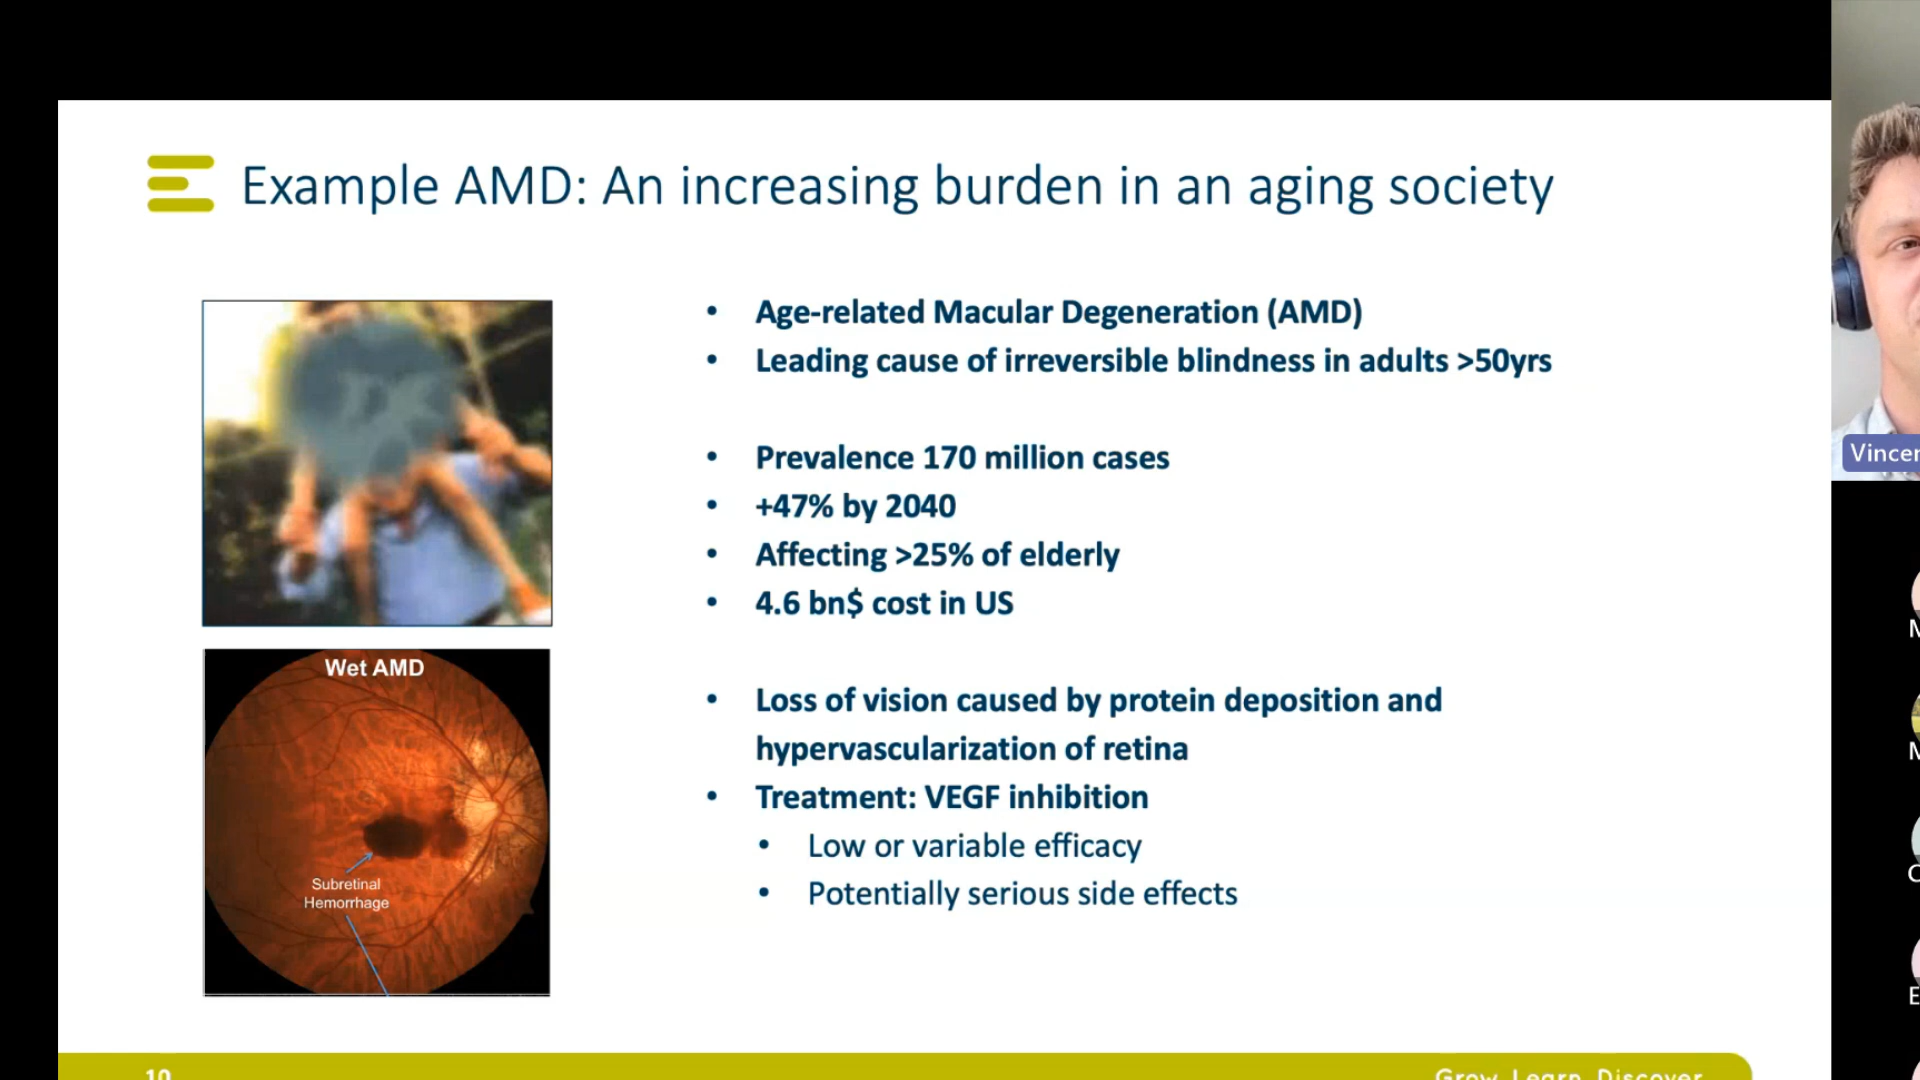 Example AMD: An increasing burden in an aging society
• Age-related Macular Degeneration (AMD)
• Leading cause of irreversible blindness in adults >50yrs
• Prevalence 170 million cases
• +47% by 2040
• Affecting >25% of elderly
• 4.6 bn$ cost in US
Wet AMD
Subretinal
Hemorrhage
• Loss of vision caused by protein deposition and
hypervascularization of retina
• Treatment: VEGF inhibition
• Low or variable efficacy
• Potentially serious side effects
10
Grow. Learn. Discover.
Vincen
M
M
C
E